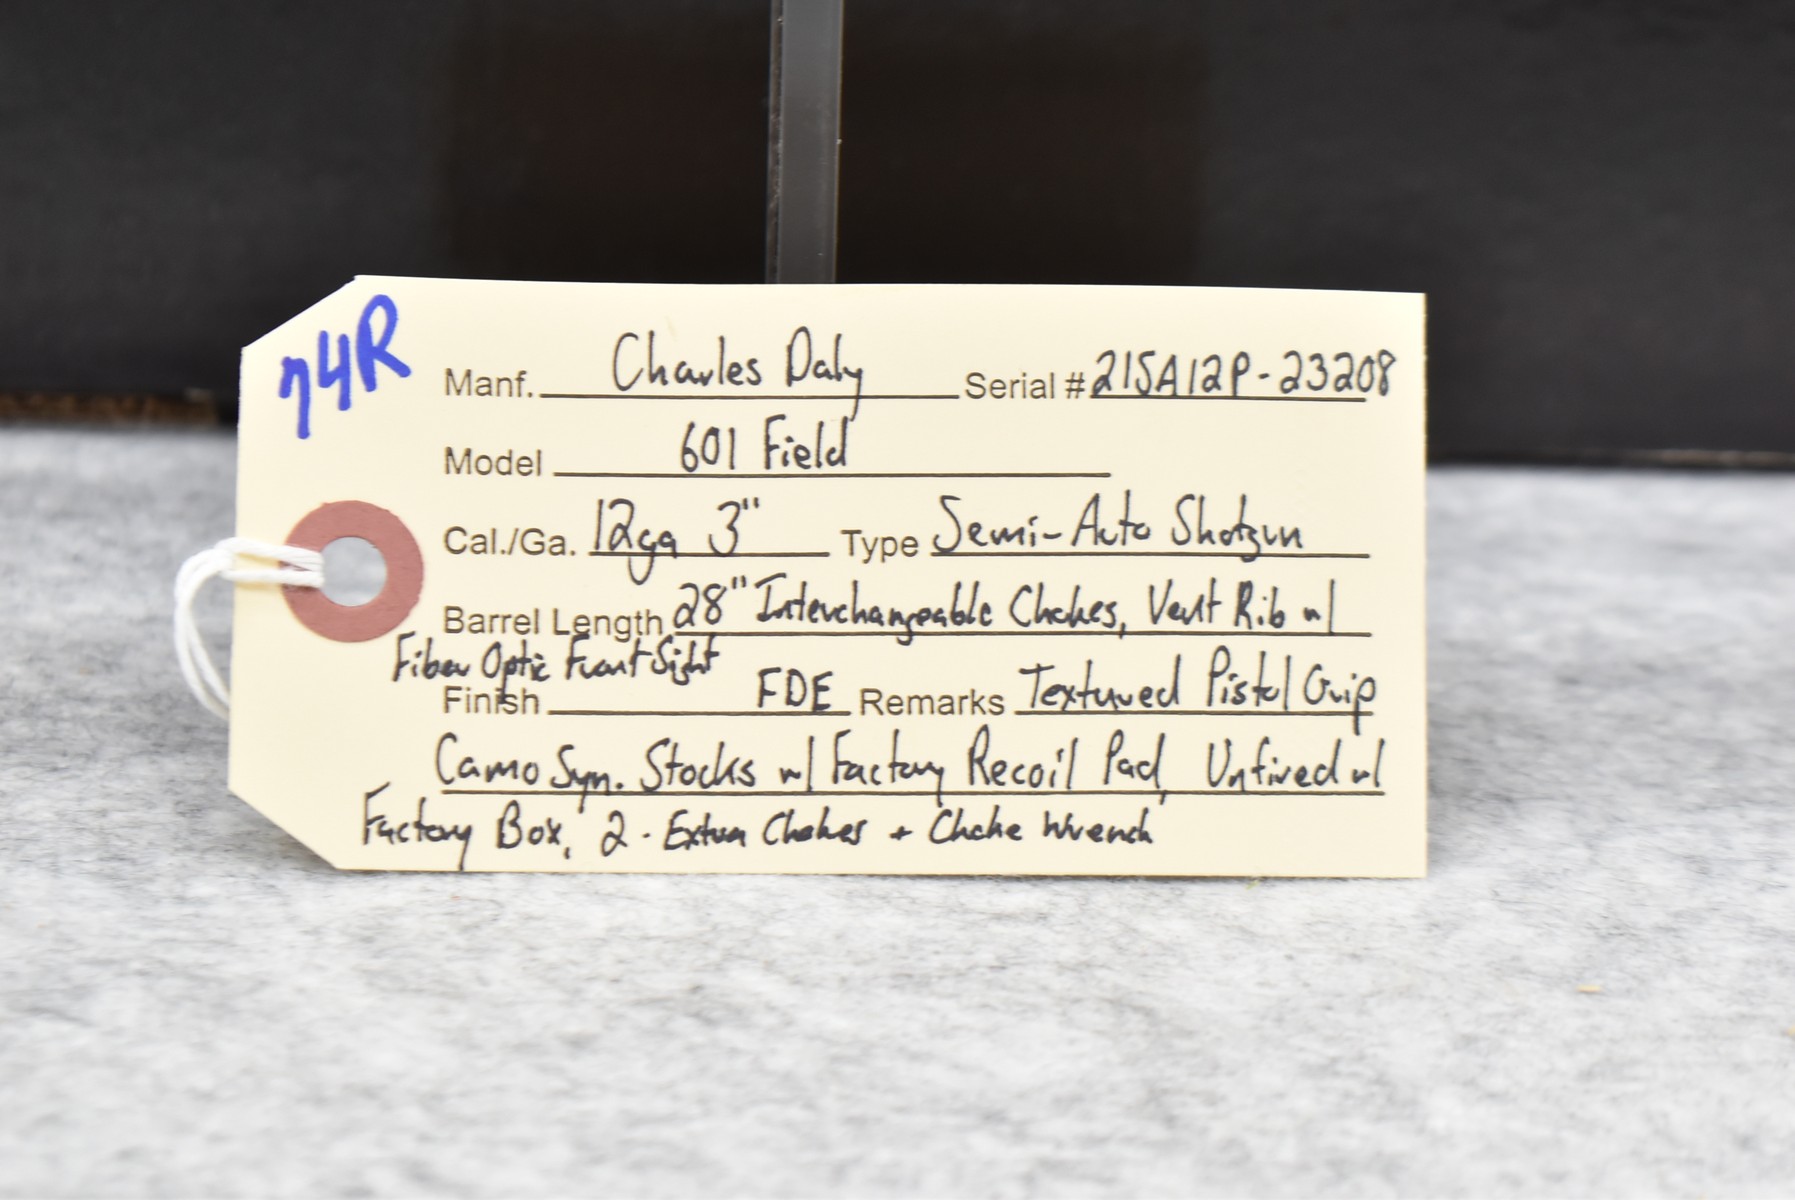 74R
Manf. Charles Daly Serial # 215A12P-23208
Model 601 Field
Cal./Ga. 12ga 3" Type Semi-Auto Shotgun
Barrel Length 28" Interchangeable Chokes, Vent Rib w/
Fiber Optic Front Sight
Finish FDE Remarks Textured Pistol Grip
Camo Syn. Stocks w/ Factory Recoil Pad, Unfired w/
Factory Box, 2 - Extra Chokes + Choke Wrench